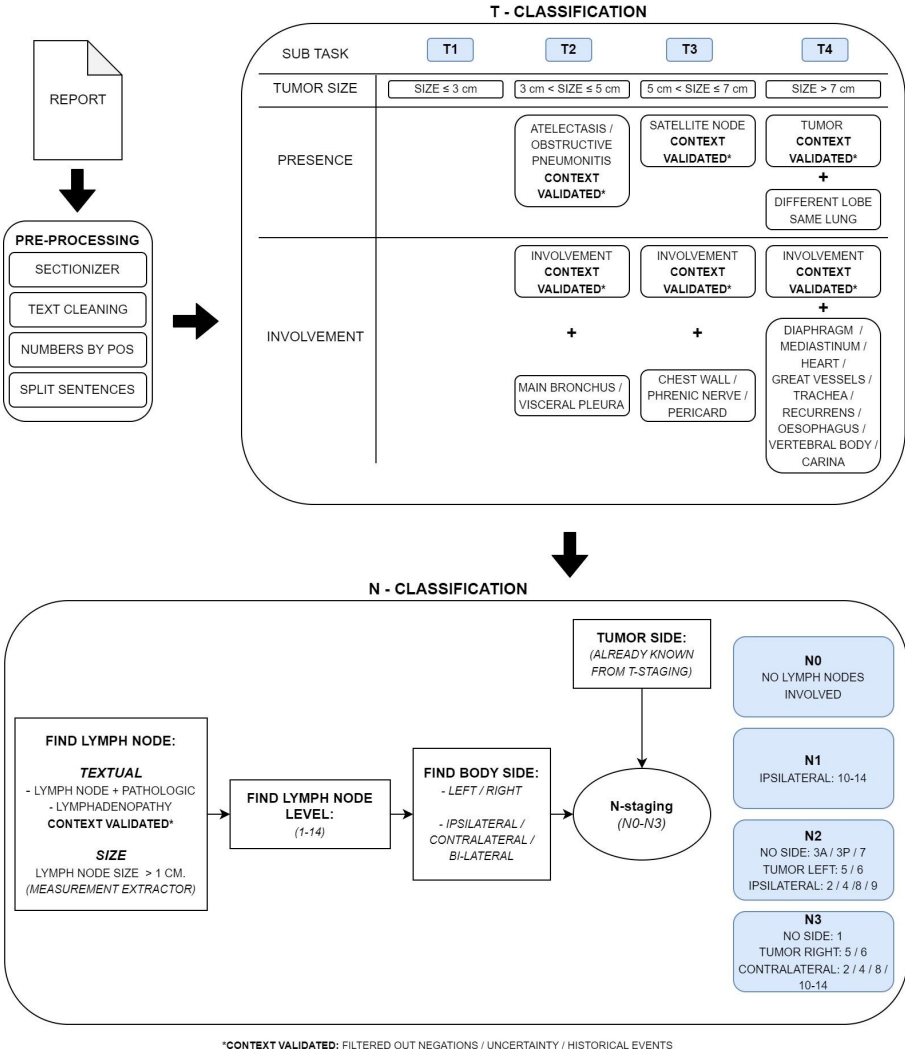 T - CLASSIFICATION
REPORT
PRE-PROCESSING
SECTIONIZER
TEXT CLEANING
NUMBERS BY POS
SPLIT SENTENCES
SUB TASK
T1
T2
T3
T4
TUMOR SIZE
SIZE ≤ 3 cm
3 cm < SIZE ≤ 5 cm
5 cm < SIZE ≤ 7 cm
SIZE > 7 cm
PRESENCE
ATELECTASIS /
OBSTRUCTIVE
PNEUMONITIS
CONTEXT
VALIDATED*
SATELLITE NODE
CONTEXT
VALIDATED*
TUMOR
CONTEXT
VALIDATED*
+
DIFFERENT LOBE
SAME LUNG
INVOLVEMENT
INVOLVEMENT
CONTEXT
VALIDATED*
+
MAIN BRONCHUS /
VISCERAL PLEURA
INVOLVEMENT
CONTEXT
VALIDATED*
+
CHEST WALL /
PHRENIC NERVE /
PERICARD
INVOLVEMENT
CONTEXT
VALIDATED*
+
DIAPHRAGM /
MEDIASTINUM /
HEART /
GREAT VESSELS /
TRACHEA /
RECURRENS /
OESOPHAGUS /
VERTEBRAL BODY /
CARINA
N - CLASSIFICATION
FIND LYMPH NODE:
TEXTUAL
- LYMPH NODE + PATHOLOGIC
- LYMPHADENOPATHY
CONTEXT VALIDATED*
SIZE
LYMPH NODE SIZE > 1 CM.
(MEASUREMENT EXTRACTOR)
FIND LYMPH NODE
LEVEL:
(1-14)
FIND BODY SIDE:
- LEFT / RIGHT
- IPSILATERAL /
CONTRALATERAL /
BI-LATERAL
TUMOR SIDE:
(ALREADY KNOWN
FROM T-STAGING)
N-staging
(N0-N3)
N0
NO LYMPH NODES
INVOLVED
N1
IPSILATERAL: 10-14
N2
NO SIDE: 3A / 3P / 7
TUMOR LEFT: 5 / 6
IPSILATERAL: 2 / 4 /8 / 9
N3
NO SIDE: 1
TUMOR RIGHT: 5 / 6
CONTRALATERAL: 2 / 4 / 8 /
10-14
*CONTEXT VALIDATED: FILTERED OUT NEGATIONS / UNCERTAINTY / HISTORICAL EVENTS